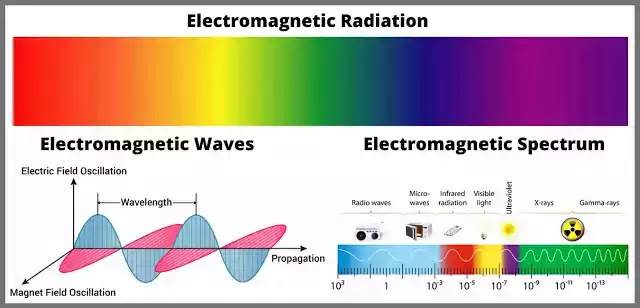 Electromagnetic Radiation
Electromagnetic Waves
Electric Field Oscillation
Wavelength
Propagation
Magnet Field Oscillation
Electromagnetic Spectrum
Radio waves
Micro-
waves
Infrared
radiation
Visible
light
Ultraviolet
X-rays
Gamma-rays
10³ 1 10⁻³ 10⁻⁵ 10⁻⁷ 10⁻⁹ 10⁻¹¹ 10⁻¹³